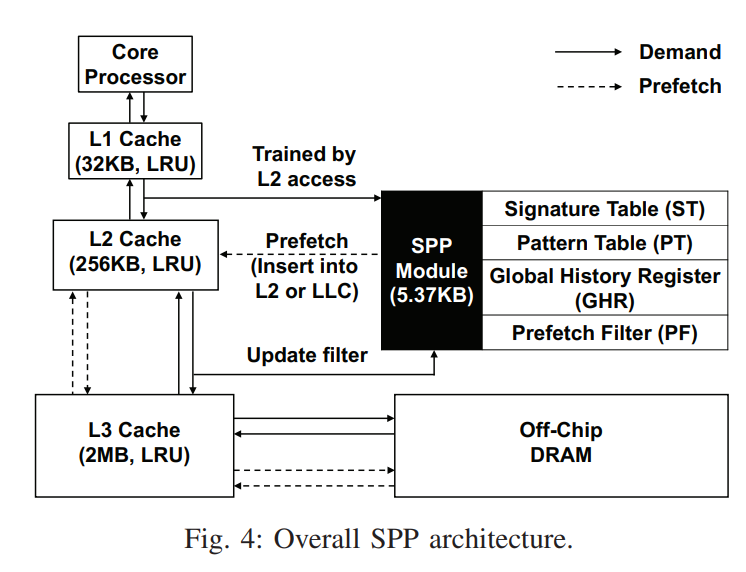 Core
Processor
Demand
Prefetch
L1 Cache
(32KB, LRU)
Trained by
L2 access
L2 Cache
(256KB, LRU)
Prefetch
(Insert into
L2 or LLC)
SPP
Module
(5.37KB)
Signature Table (ST)
Pattern Table (PT)
Global History Register
(GHR)
Prefetch Filter (PF)
Update filter
L3 Cache
(2MB, LRU)
Off-Chip
DRAM
Fig. 4: Overall SPP architecture.